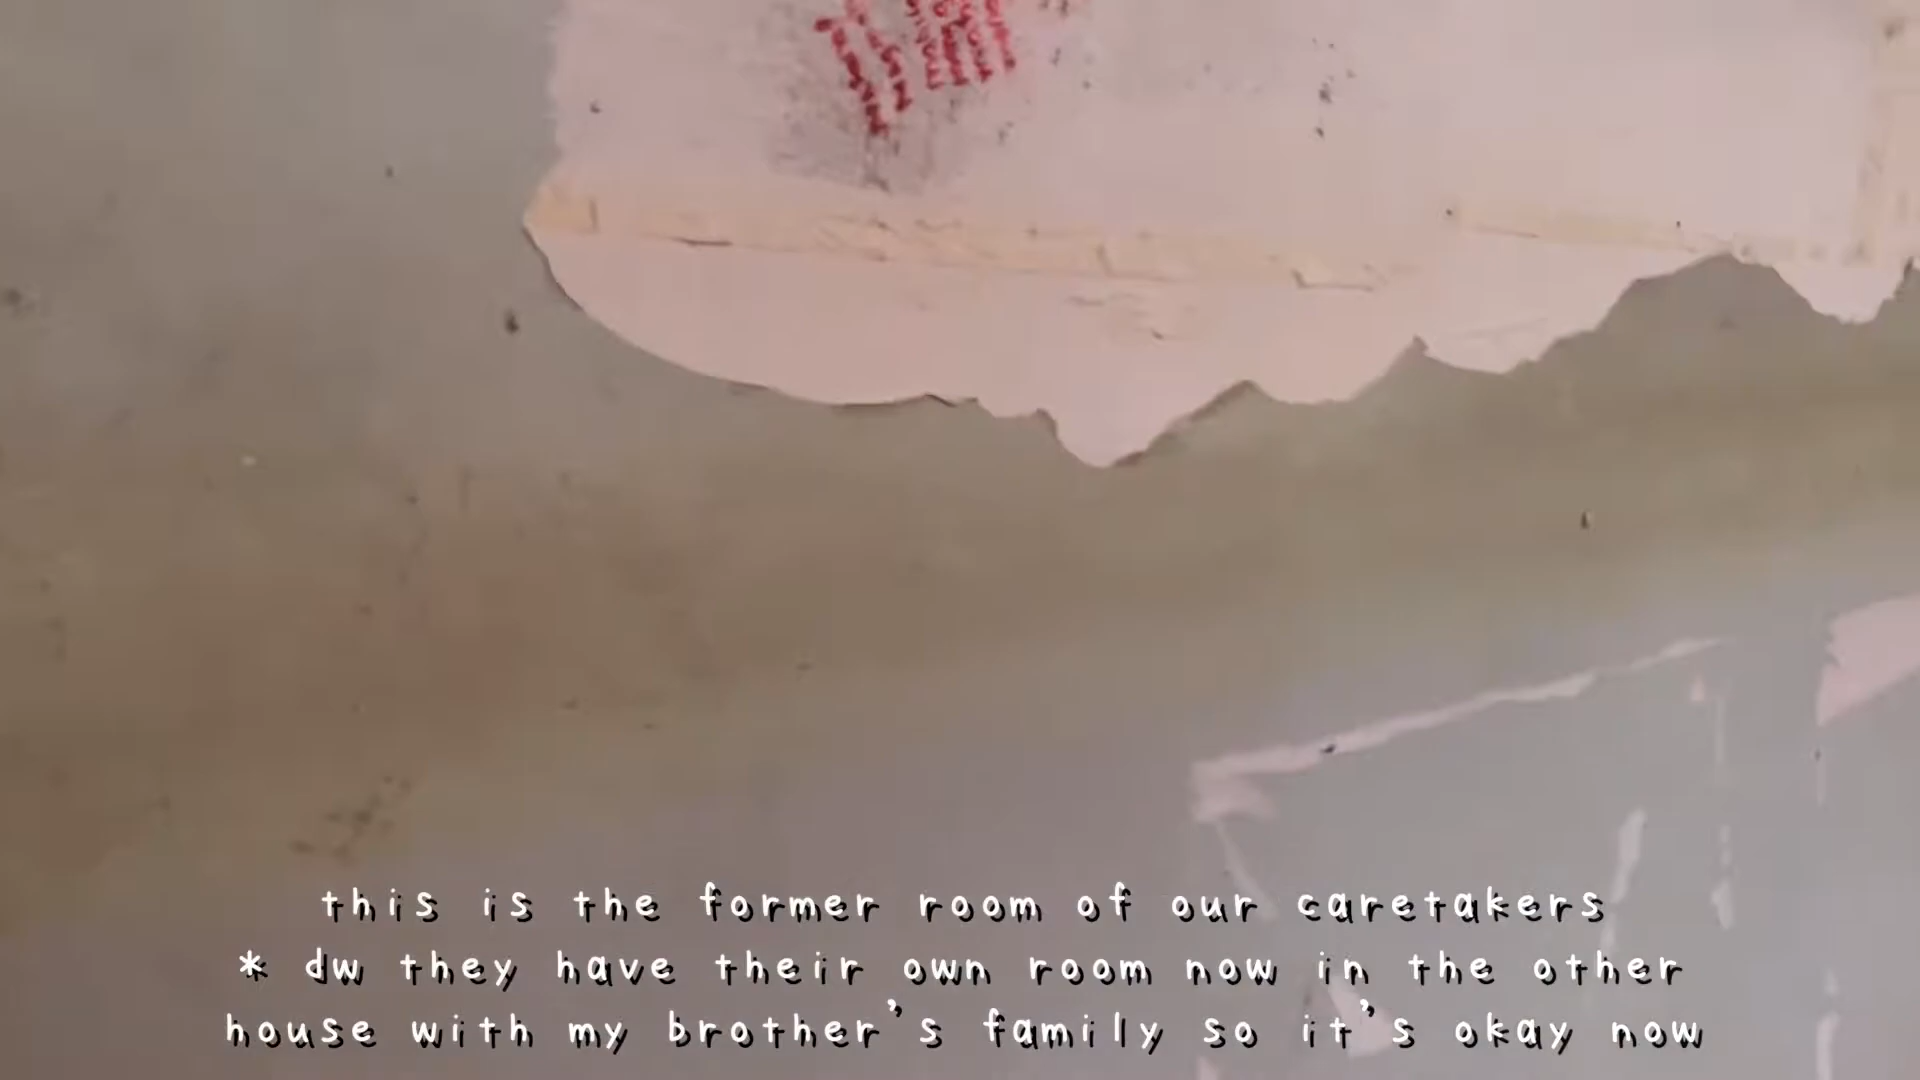 this is the former room of our caretakers
* dw they have their own room now in the other
house with my brother's family so it's okay now